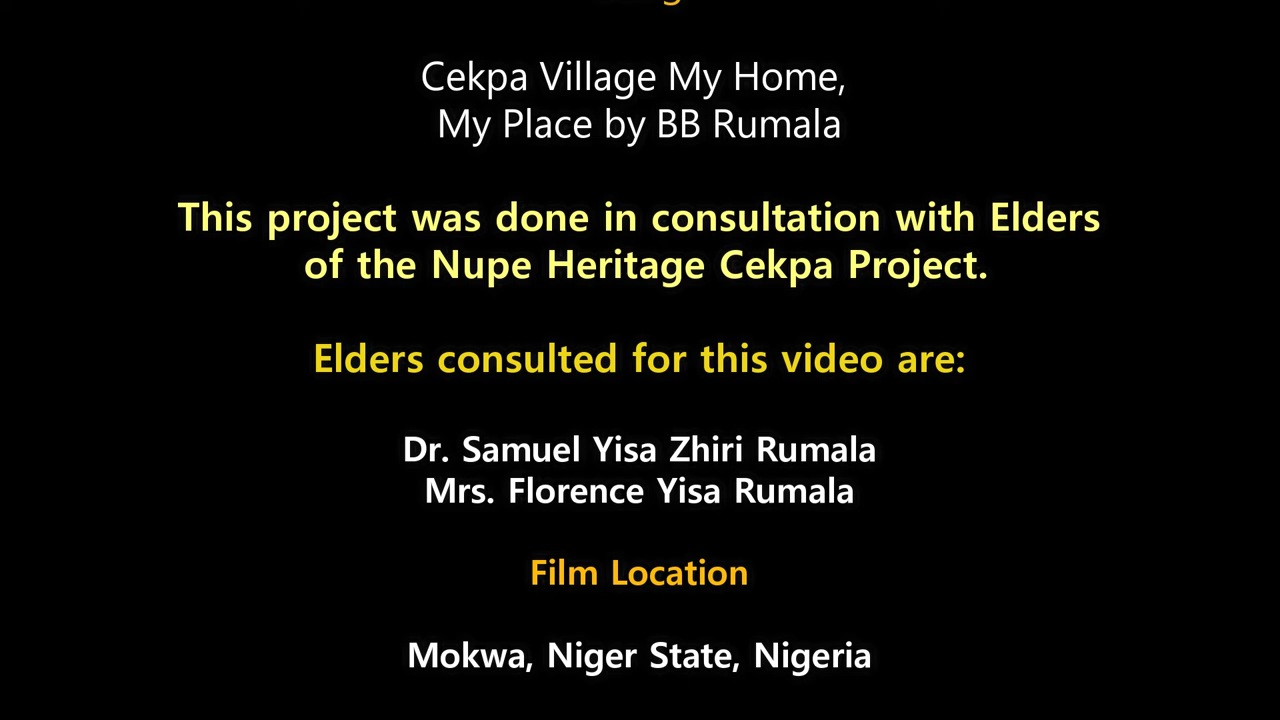 Cekpa Village My Home,
My Place by BB Rumala
This project was done in consultation with Elders
of the Nupe Heritage Cekpa Project.
Elders consulted for this video are:
Dr. Samuel Yisa Zhiri Rumala
Mrs. Florence Yisa Rumala
Film Location
Mokwa, Niger State, Nigeria